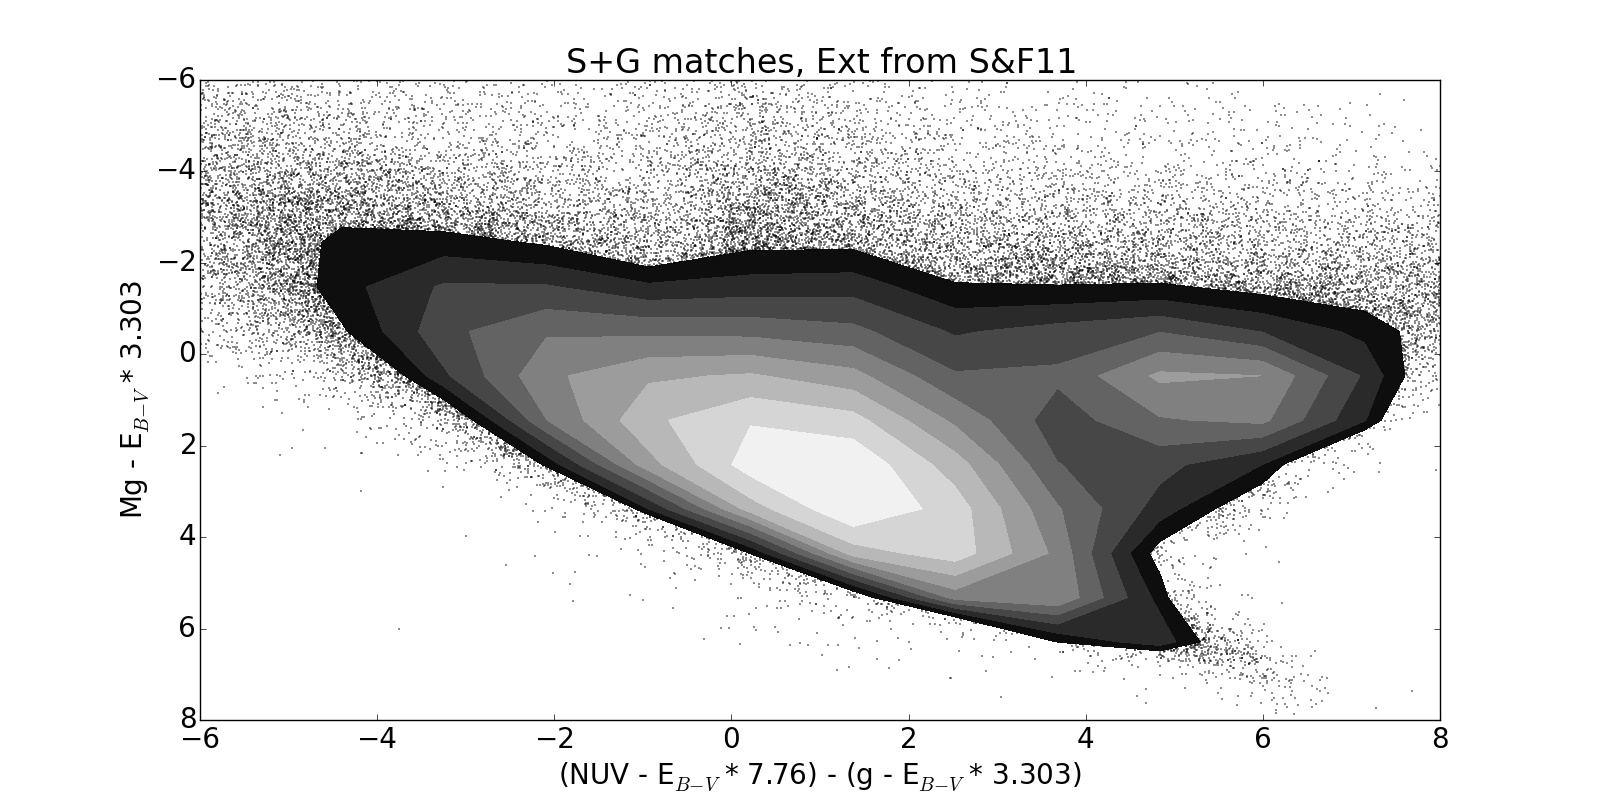 S+G matches, Ext from S&F11
Mg - E_{B−V} * 3.303
−6
−4
−2
0
2
4
6
8
−6 −4 −2 0 2 4 6 8
(NUV - E_{B−V} * 7.76) - (g - E_{B−V} * 3.303)